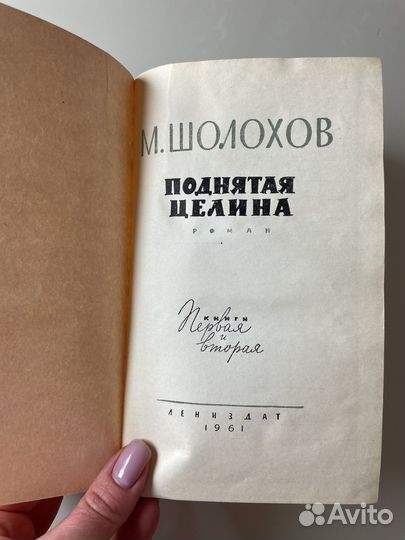 М. ШОЛОХОВ
ПОДНЯТАЯ
ЦЕЛИНА
РОМАН
КНИГИ
Первая
и
вторая
ЛЕНИЗДАТ
1961
Avito